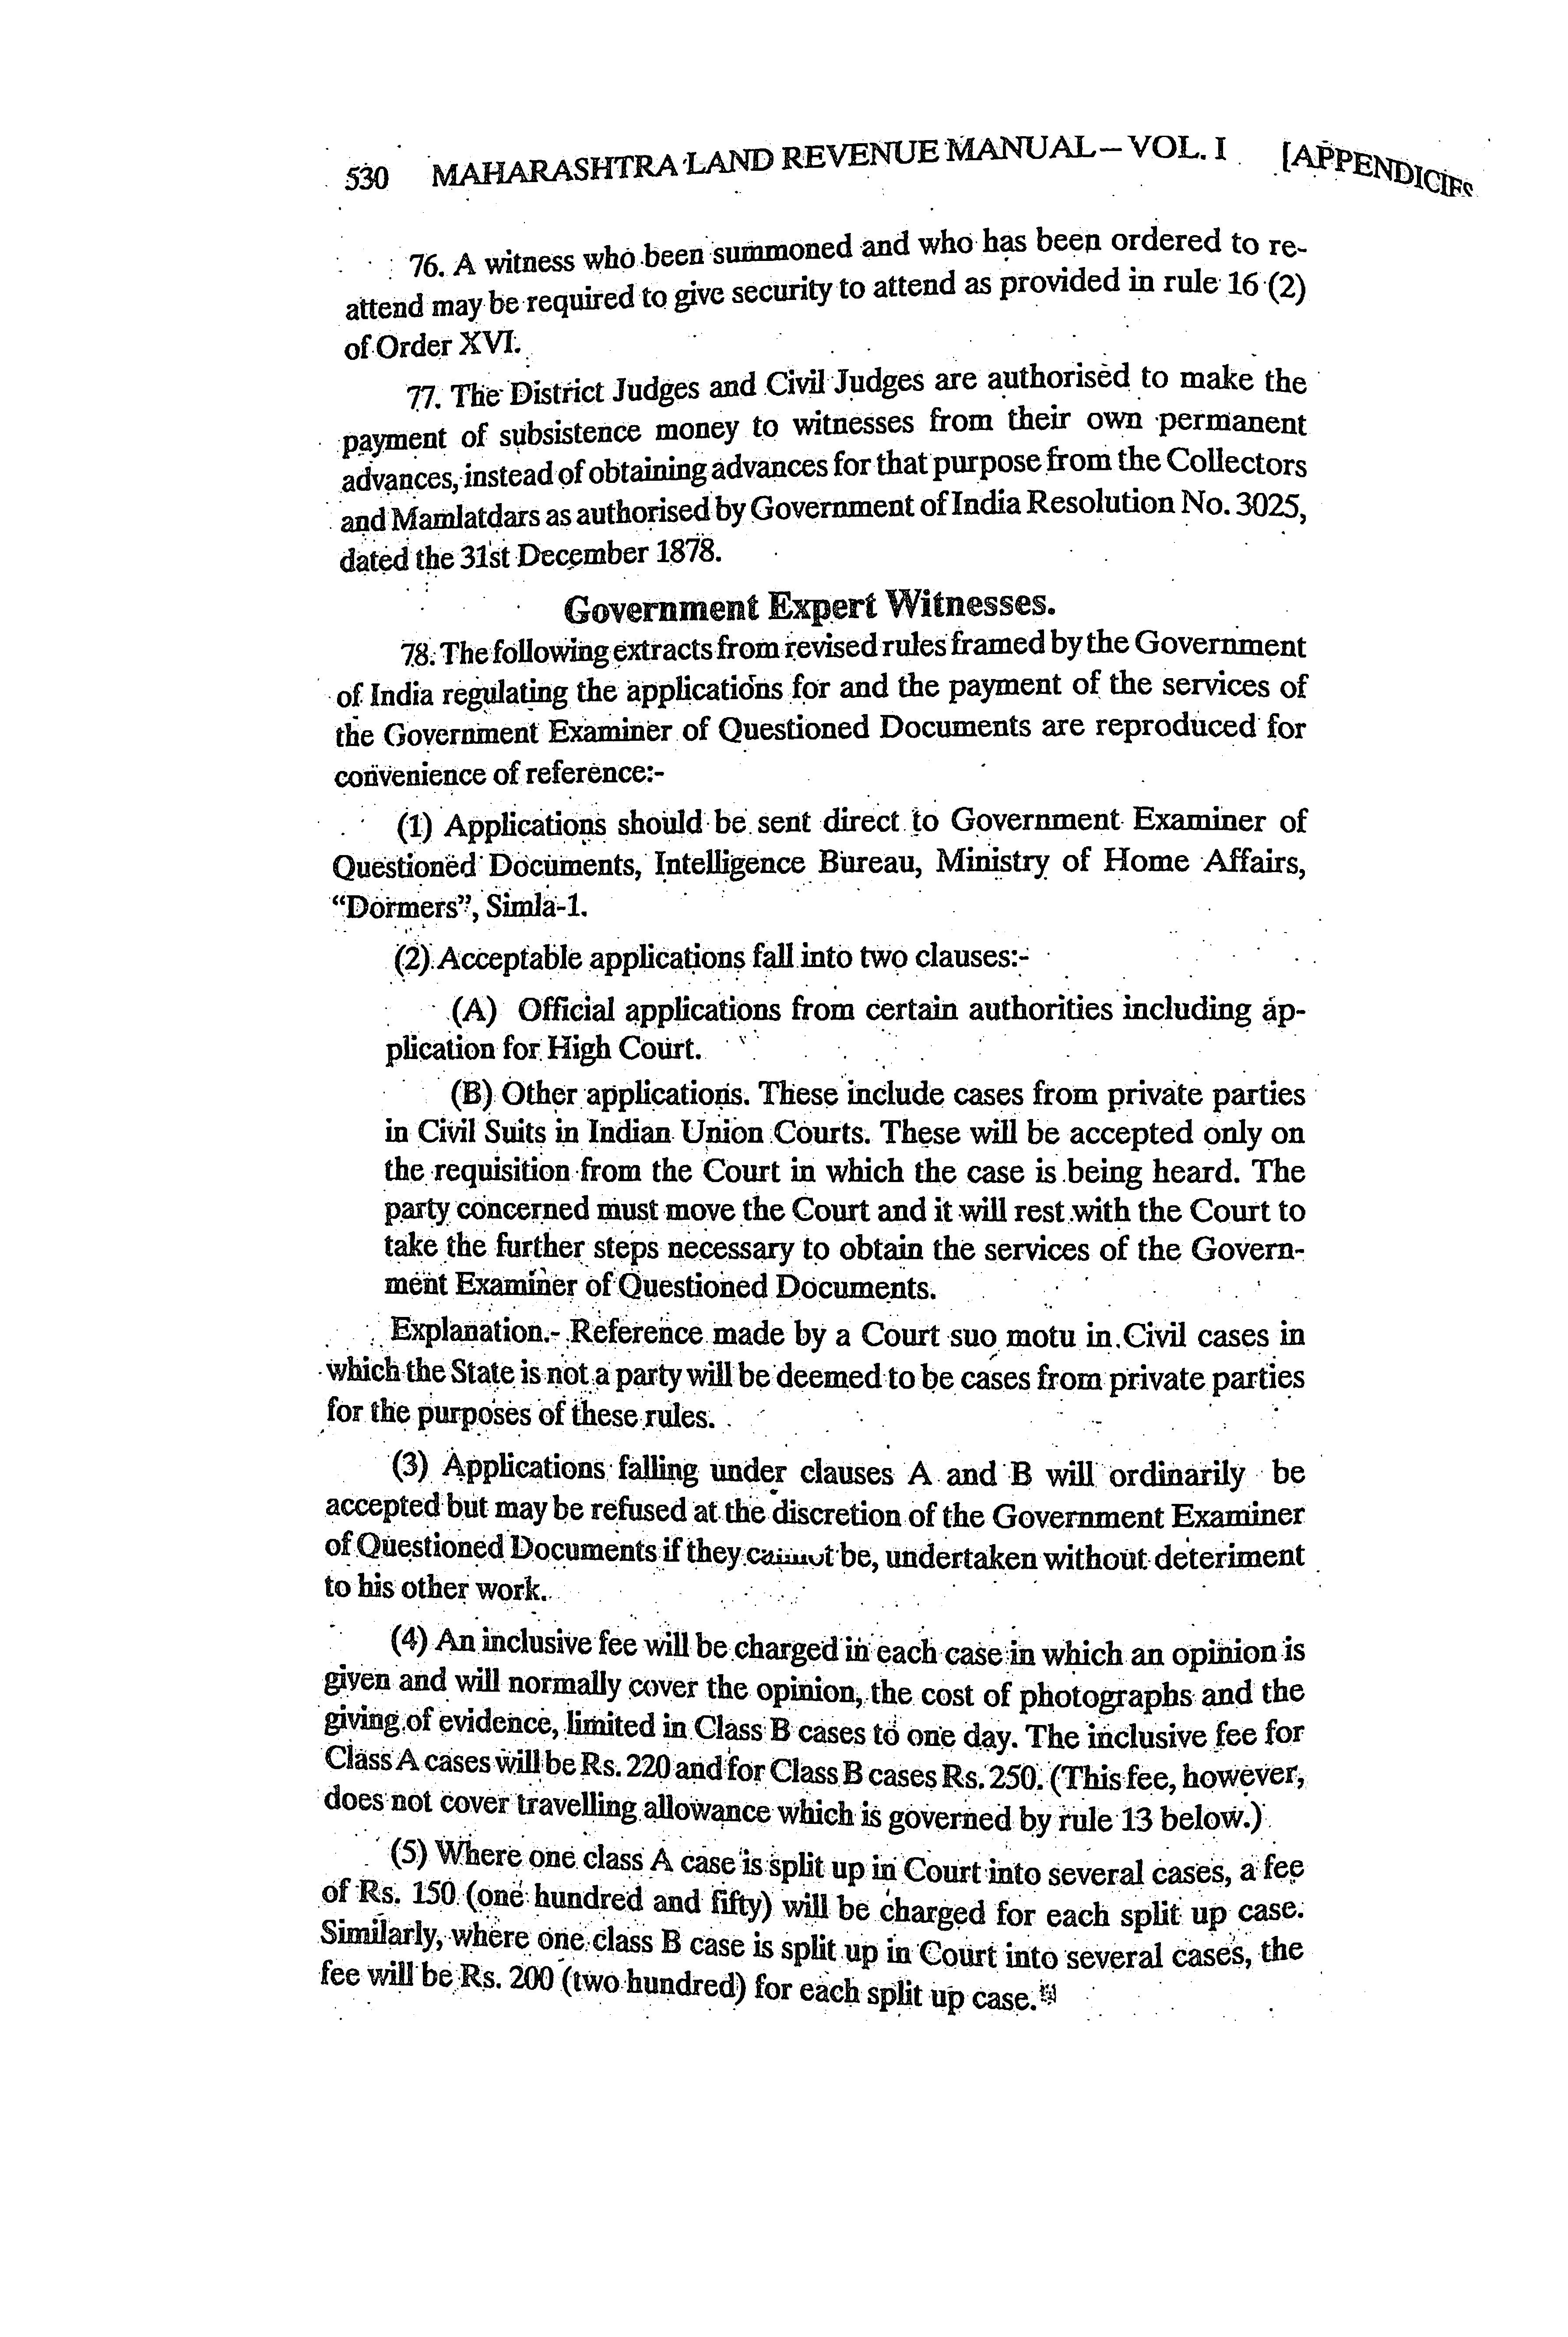 530 MAHARASHTRA LAND REVENUE MANUAL – VOL. I [APPENDICIES
76. A witness who been summoned and who has been ordered to re-
attend may be required to give security to attend as provided in rule 16 (2)
of Order XVI.
77. The District Judges and Civil Judges are authorised to make the
payment of subsistence money to witnesses from their own permanent
advances, instead of obtaining advances for that purpose from the Collectors
and Mamlatdars as authorised by Government of India Resolution No. 3025,
dated the 31st December 1878.
Government Expert Witnesses.
78. The following extracts from revised rules framed by the Government
of India regulating the applications for and the payment of the services of
the Government Examiner of Questioned Documents are reproduced for
convenience of reference:-
(1) Applications should be sent direct to Government Examiner of
Questioned Documents, Intelligence Bureau, Ministry of Home Affairs,
“Dormers”, Simla-1.
(2) Acceptable applications fall into two clauses:-
(A) Official applications from certain authorities including ap-
plication for High Court.
(B) Other applications. These include cases from private parties
in Civil Suits in Indian Union Courts. These will be accepted only on
the requisition from the Court in which the case is being heard. The
party concerned must move the Court and it will rest with the Court to
take the further steps necessary to obtain the services of the Govern-
ment Examiner of Questioned Documents.
Explanation.- Reference made by a Court suo motu in Civil cases in
which the State is not a party will be deemed to be cases from private parties
for the purposes of these rules.
(3) Applications falling under clauses A and B will ordinarily be
accepted but may be refused at the discretion of the Government Examiner
of Questioned Documents if they cannot be, undertaken without deteriment
to his other work.
(4) An inclusive fee will be charged in each case in which an opinion is
given and will normally cover the opinion, the cost of photographs and the
giving of evidence, limited in Class B cases to one day. The inclusive fee for
Class A cases will be Rs. 220 and for Class B cases Rs. 250. (This fee, however,
does not cover travelling allowance which is governed by rule 13 below.)
(5) Where one class A case is split up in Court into several cases, a fee
of Rs. 150 (one hundred and fifty) will be charged for each split up case.
Similarly, where one class B case is split up in Court into several cases, the
fee will be Rs. 200 (two hundred) for each split up case.